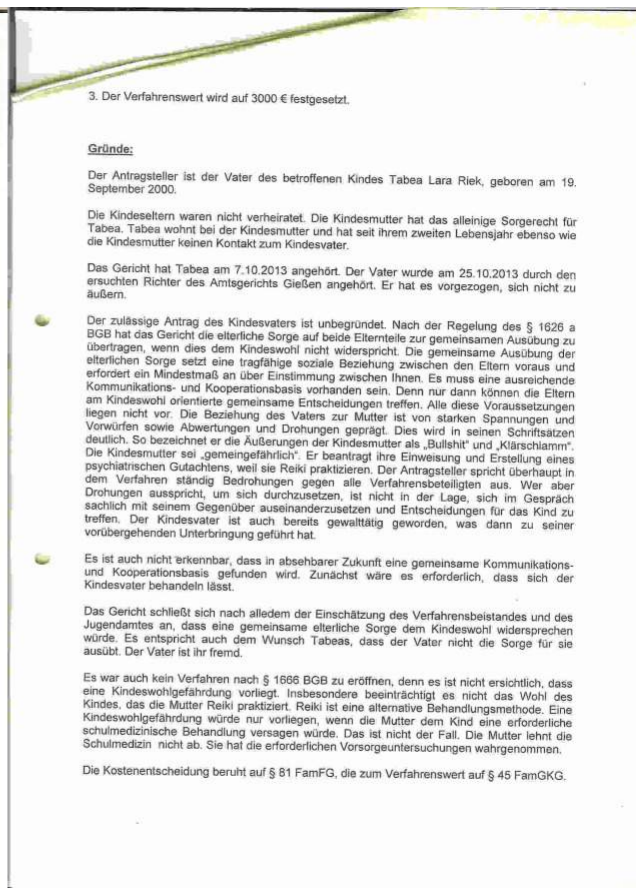 3. Der Verfahrenswert wird auf 3000 € festgesetzt.
Gründe:
Der Antragsteller ist der Vater des betroffenen Kindes Tabea Lara Riek, geboren am 19.
September 2000.
Die Kindeseltern waren nicht verheiratet. Die Kindesmutter hat das alleinige Sorgerecht für
Tabea. Tabea wohnt bei der Kindesmutter und hat seit ihrem zweiten Lebensjahr ebenso wie
die Kindesmutter keinen Kontakt zum Kindesvater.
Das Gericht hat Tabea am 7.10.2013 angehört. Der Vater wurde am 25.10.2013 durch den
ersuchten Richter des Amtsgerichts Gießen angehört. Er hat es vorgezogen, sich nicht zu
äußern.
Der zulässige Antrag des Kindesvaters ist unbegründet. Nach der Regelung des § 1626 a
BGB hat das Gericht die elterliche Sorge auf beide Elternteile zur gemeinsamen Ausübung zu
übertragen, wenn dies dem Kindeswohl nicht widerspricht. Die gemeinsame Ausübung der
elterlichen Sorge setzt eine tragfähige soziale Beziehung zwischen den Eltern voraus und
erfordert ein Mindestmaß an über Einstimmung zwischen Ihnen. Es muss eine ausreichende
Kommunikations- und Kooperationsbasis vorhanden sein. Denn nur dann können die Eltern
am Kindeswohl orientierte gemeinsame Entscheidungen treffen. Alle diese Voraussetzungen
liegen nicht vor. Die Beziehung des Vaters zur Mutter ist von starken Spannungen und
Vorwürfen sowie Abwertungen und Drohungen geprägt. Dies wird in seinen Schriftsätzen
deutlich. So bezeichnet er die Äußerungen der Kindesmutter als „Bullshit“ und „Klärschlamm“.
Die Kindesmutter sei „gemeingefährlich“. Er beantragt ihre Einweisung und Erstellung eines
psychiatrischen Gutachtens, weil sie Reiki praktizieren. Der Antragsteller spricht überhaupt in
dem Verfahren ständig Bedrohungen gegen alle Verfahrensbeteiligten aus. Wer aber
Drohungen ausspricht, um sich durchzusetzen, ist nicht in der Lage, sich im Gespräch
sachlich mit seinem Gegenüber auseinanderzusetzen und Entscheidungen für das Kind zu
treffen. Der Kindesvater ist auch bereits gewalttätig geworden, was dann zu seiner
vorübergehenden Unterbringung geführt hat.
Es ist auch nicht erkennbar, dass in absehbarer Zukunft eine gemeinsame Kommunikations-
und Kooperationsbasis gefunden wird. Zunächst wäre es erforderlich, dass sich der
Kindesvater behandeln lässt.
Das Gericht schließt sich nach alledem der Einschätzung des Verfahrensbeistandes und des
Jugendamtes an, dass eine gemeinsame elterliche Sorge dem Kindeswohl widersprechen
würde. Es entspricht auch dem Wunsch Tabeas, dass der Vater nicht die Sorge für sie
ausübt. Der Vater ist ihr fremd.
Es war auch kein Verfahren nach § 1666 BGB zu eröffnen, denn es ist nicht ersichtlich, dass
eine Kindeswohlgefährdung vorliegt. Insbesondere beeinträchtigt es nicht das Wohl des
Kindes, das die Mutter Reiki praktiziert. Reiki ist eine alternative Behandlungsmethode. Eine
Kindeswohlgefährdung würde nur vorliegen, wenn die Mutter dem Kind eine erforderliche
schulmedizinische Behandlung versagen würde. Das ist nicht der Fall. Die Mutter lehnt die
Schulmedizin nicht ab. Sie hat die erforderlichen Vorsorgeuntersuchungen wahrgenommen.
Die Kostenentscheidung beruht auf § 81 FamFG, die zum Verfahrenswert auf § 45 FamGKG.